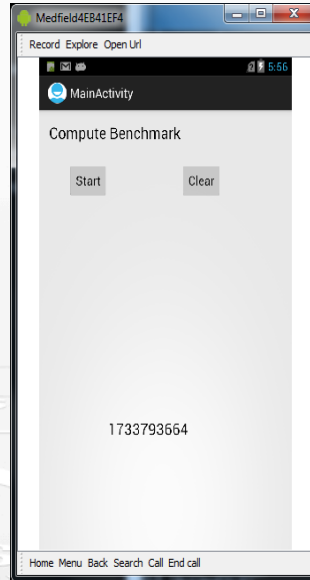 Medfield4EB41EF4
Record Explore Open Url
5:56
MainActivity
Compute Benchmark
Start Clear
1733793664
Home Menu Back Search Call End call